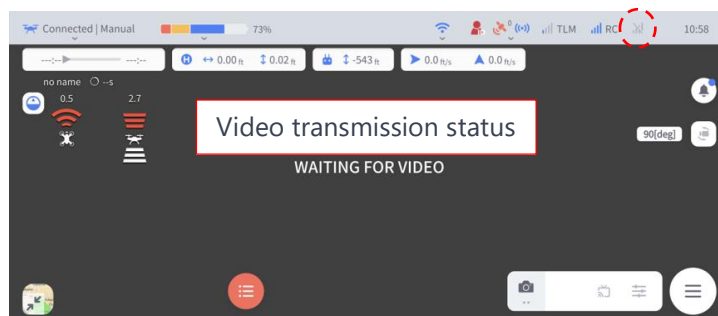 Connected | Manual 73% 0 TLM RC 10:58
---:-- ---:-- H 0.00 ft 0.02 ft -543 ft 0.0 ft/s 0.0 ft/s
no name --s
0.5 2.7
Video transmission status
90[deg]
WAITING FOR VIDEO